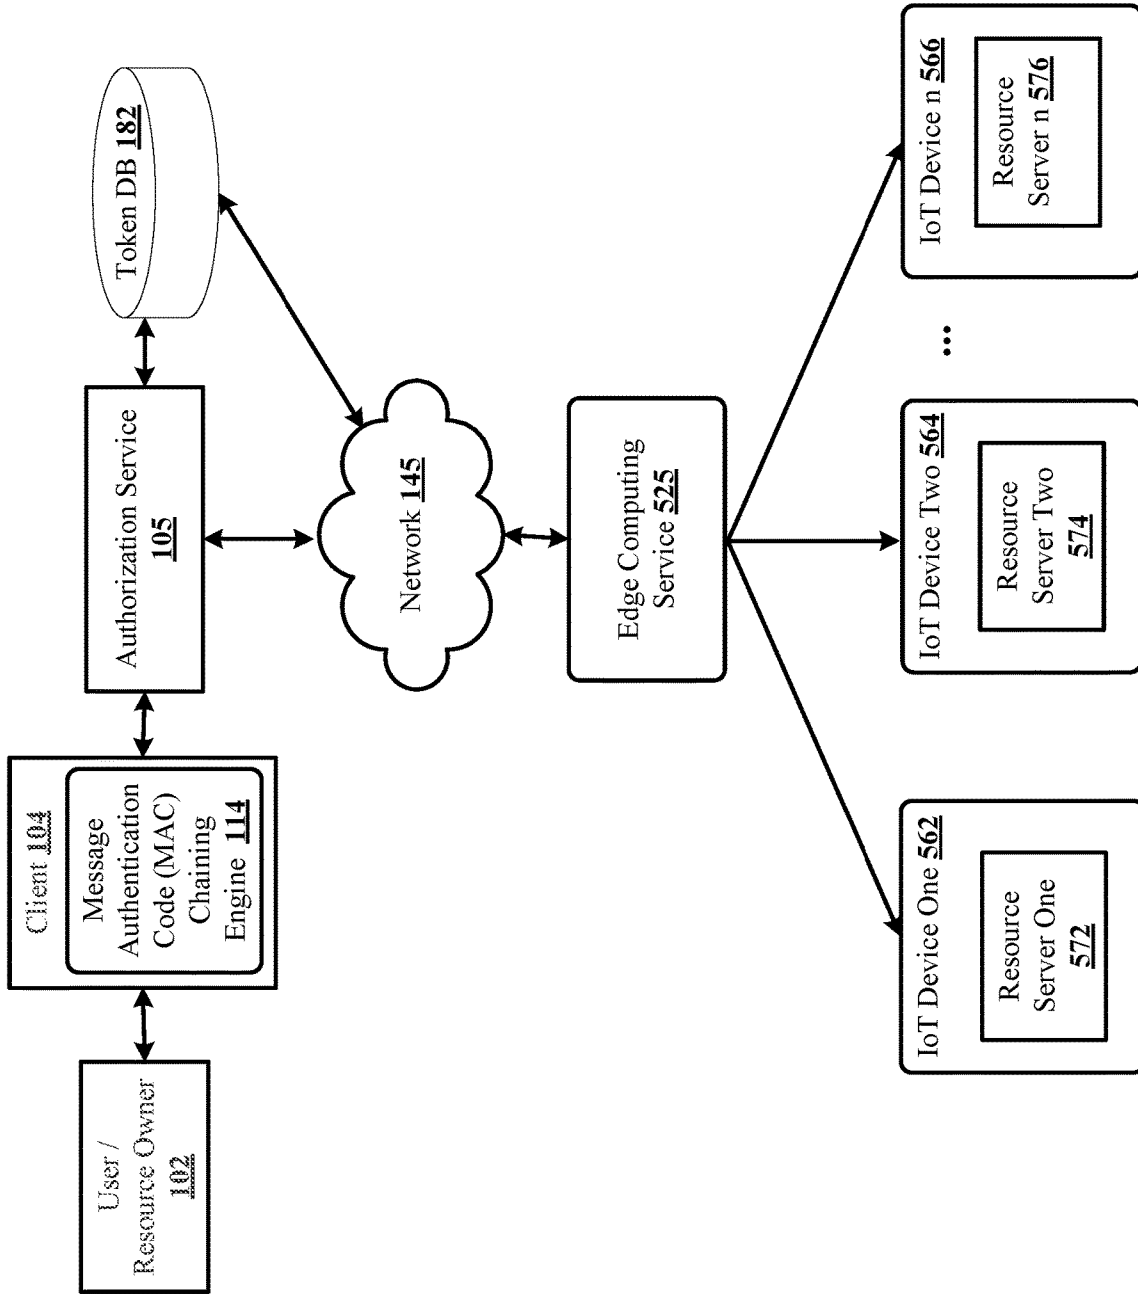 User /
Resource Owner
102
Client 104
Message
Authentication
Code (MAC)
Chaining
Engine 114
Authorization Service
105
Token DB 182
Network 145
Edge Computing
Service 525
IoT Device One 562
Resource
Server One
572
IoT Device Two 564
Resource
Server Two
574
...
IoT Device n 566
Resource
Server n 576